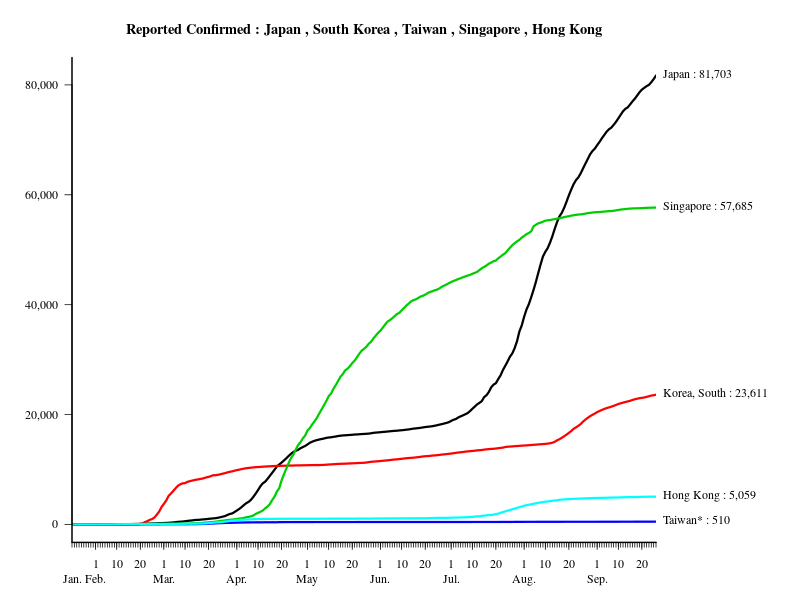 Reported Confirmed : Japan , South Korea , Taiwan , Singapore , Hong Kong
80,000
60,000
40,000
20,000
0
Japan : 81,703
Singapore : 57,685
Korea, South : 23,611
Hong Kong : 5,059
Taiwan* : 510
1 10 20 1 10 20 1 10 20 1 10 20 1 10 20 1 10 20 1 10 20 1 10 20
Jan. Feb. Mar. Apr. May Jun. Jul. Aug. Sep.